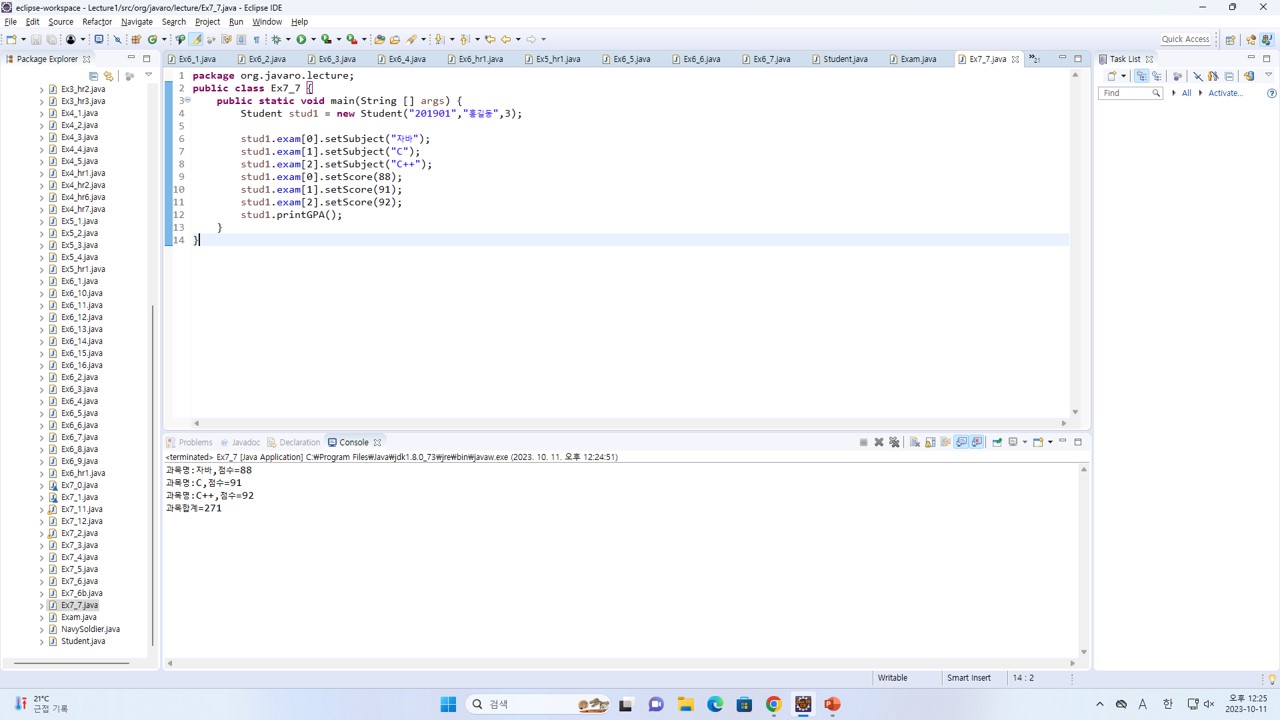 eclipse-workspace - Lecture1/src/org/javaro/lecture/Ex7_7.java - Eclipse IDE
File Edit Source Refactor Navigate Search Project Run Window Help
Quick Access
Package Explorer
Ex6_1.java Ex6_2.java Ex6_3.java Ex6_4.java Ex6_hr1.java Ex5_hr1.java Ex6_5.java Ex6_6.java Ex6_7.java Student.java Exam.java Ex7_7.java
Task List
Find All Activate...
Ex3_hr2.java
Ex3_hr3.java
Ex4_1.java
Ex4_2.java
Ex4_3.java
Ex4_4.java
Ex4_5.java
Ex4_hr1.java
Ex4_hr2.java
Ex4_hr6.java
Ex4_hr7.java
Ex5_1.java
Ex5_2.java
Ex5_3.java
Ex5_4.java
Ex5_hr1.java
Ex6_1.java
Ex6_10.java
Ex6_11.java
Ex6_12.java
Ex6_13.java
Ex6_14.java
Ex6_15.java
Ex6_16.java
Ex6_2.java
Ex6_3.java
Ex6_4.java
Ex6_5.java
Ex6_6.java
Ex6_7.java
Ex6_8.java
Ex6_9.java
Ex6_hr1.java
Ex7_0.java
Ex7_1.java
Ex7_11.java
Ex7_12.java
Ex7_2.java
Ex7_3.java
Ex7_4.java
Ex7_5.java
Ex7_6.java
Ex7_6b.java
Ex7_7.java
Exam.java
NavySoldier.java
Student.java
1 package org.javaro.lecture;
2 public class Ex7_7 {
3 public static void main(String [] args) {
4 Student stud1 = new Student("201901","홍길동",3);
5
6 stud1.exam[0].setSubject("자바");
7 stud1.exam[1].setSubject("C");
8 stud1.exam[2].setSubject("C++");
9 stud1.exam[0].setScore(88);
10 stud1.exam[1].setScore(91);
11 stud1.exam[2].setScore(92);
12 stud1.printGPA();
13 }
14 }
Problems Javadoc Declaration Console
<terminated> Ex7_7 [Java Application] C:₩Program Files₩Java₩jdk1.8.0_73₩jre₩bin₩javaw.exe (2023. 10. 11. 오후 12:24:51)
과목명:자바,점수=88
과목명:C,점수=91
과목명:C++,점수=92
과목합계=271
Writable Smart Insert 14 : 2
21°C
근접 기록
검색
A 한
오후 12:25
2023-10-11